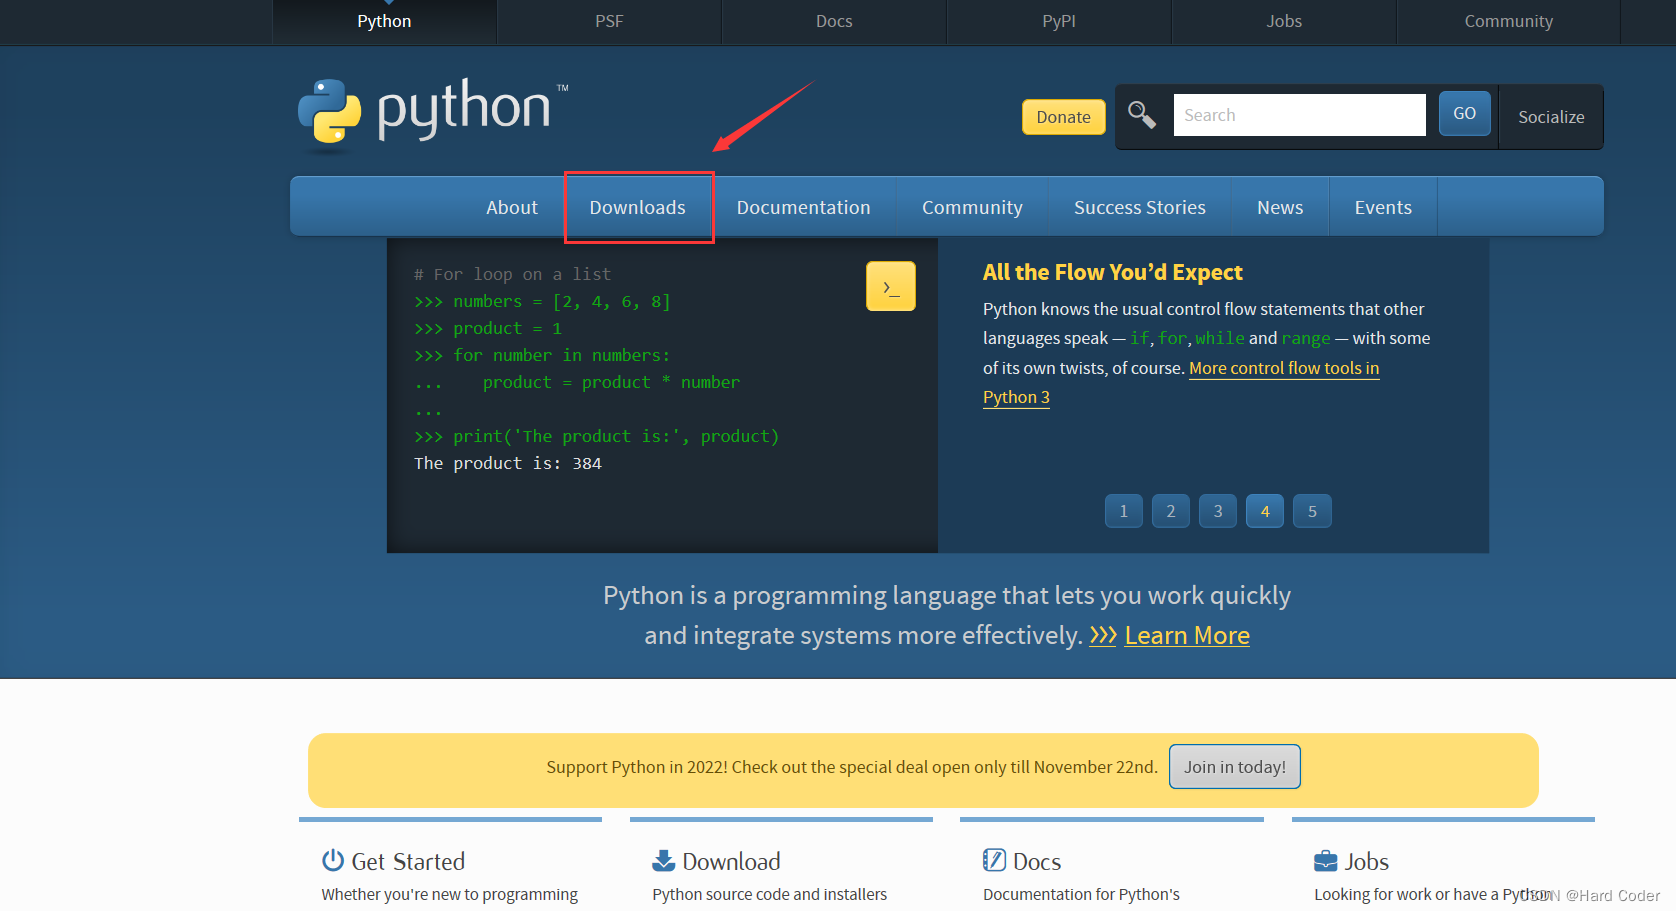 Python PSF Docs PyPI Jobs Community
python™
Donate Search GO Socialize
About Downloads Documentation Community Success Stories News Events
# For loop on a list
>>> numbers = [2, 4, 6, 8]
>>> product = 1
>>> for number in numbers:
...    product = product * number
...
>>> print('The product is:', product)
The product is: 384
>_
All the Flow You’d Expect
Python knows the usual control flow statements that other
languages speak — if, for, while and range — with some
of its own twists, of course. More control flow tools in
Python 3
1 2 3 4 5
Python is a programming language that lets you work quickly
and integrate systems more effectively. >>> Learn More
Support Python in 2022! Check out the special deal open only till November 22nd. Join in today!
Get Started
Whether you're new to programming
Download
Python source code and installers
Docs
Documentation for Python's
Jobs
Looking for work or have a Python
CSDN @Hard Coder